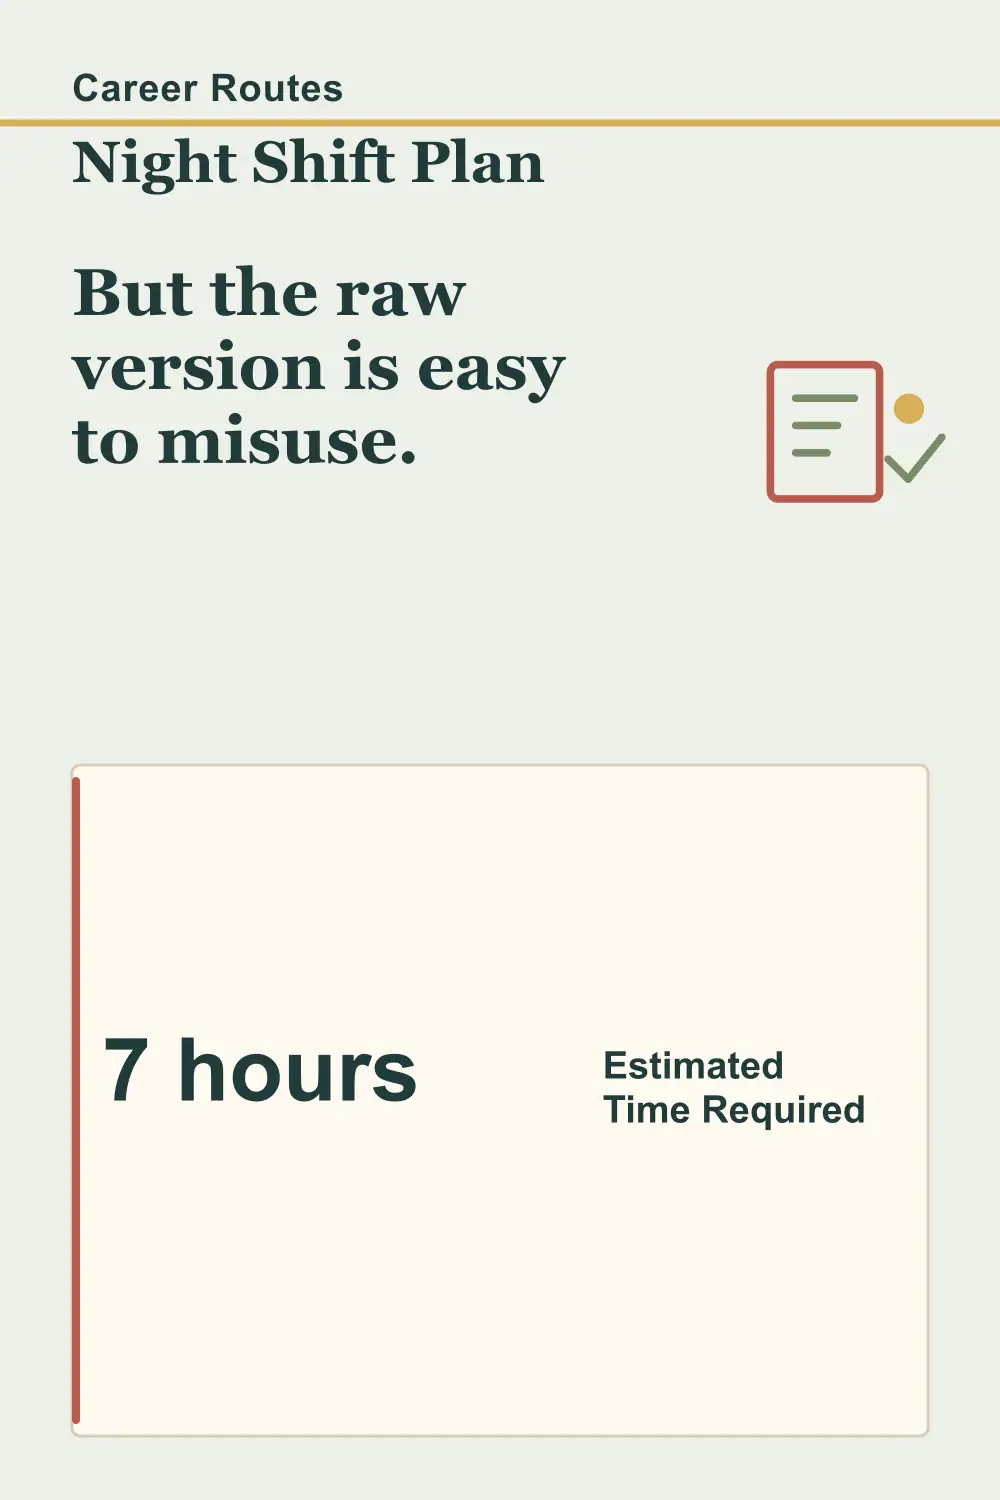 Career Routes
Night Shift Plan
But the raw
version is easy
to misuse.
7 hours
Estimated
Time Required